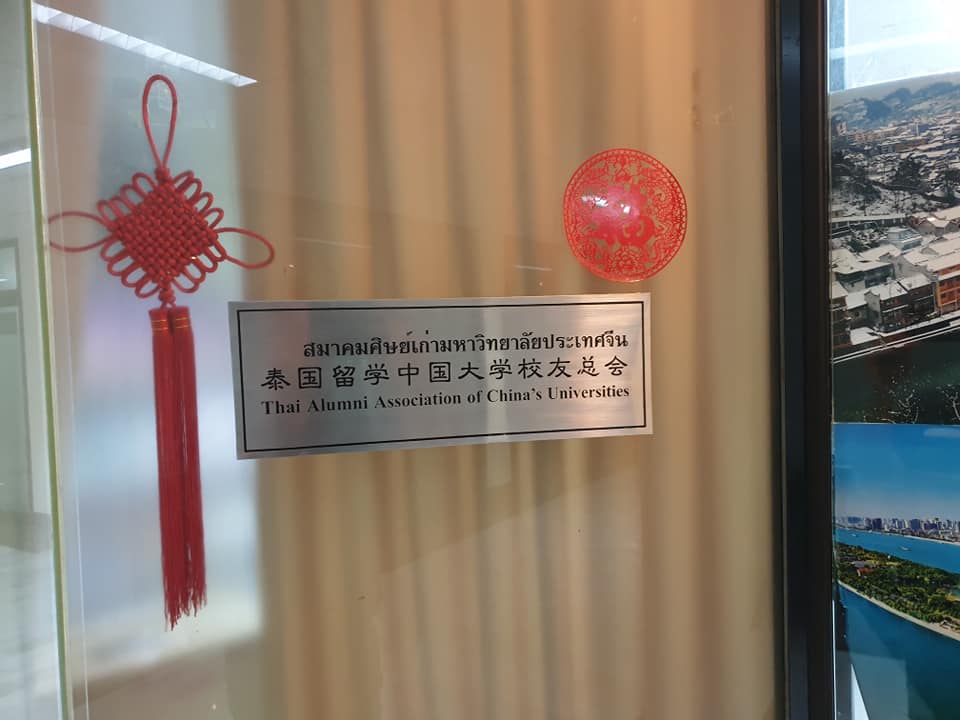 สมาคมศิษย์เก่ามหาวิทยาลัยประเทศจีน
泰国留学中国大学校友总会
Thai Alumni Association of China's Universities